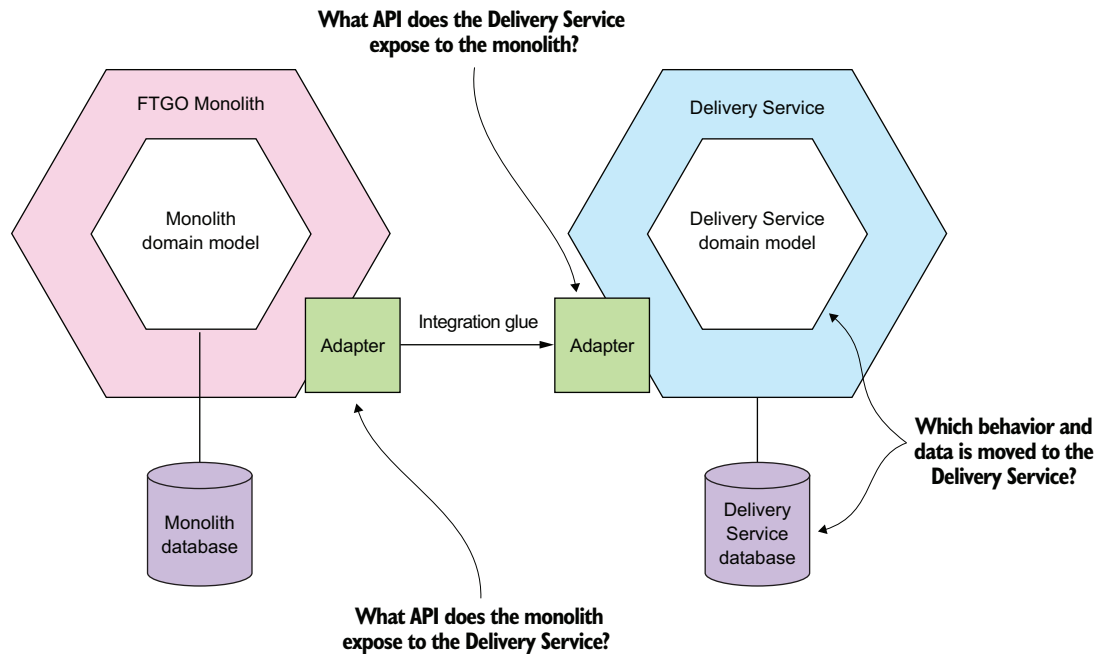 What API does the Delivery Service
expose to the monolith?
FTGO Monolith
Delivery Service
Monolith
domain model
Delivery Service
domain model
Adapter
Integration glue
Adapter
Which behavior and
data is moved to the
Delivery Service?
Monolith
database
Delivery
Service
database
What API does the monolith
expose to the Delivery Service?